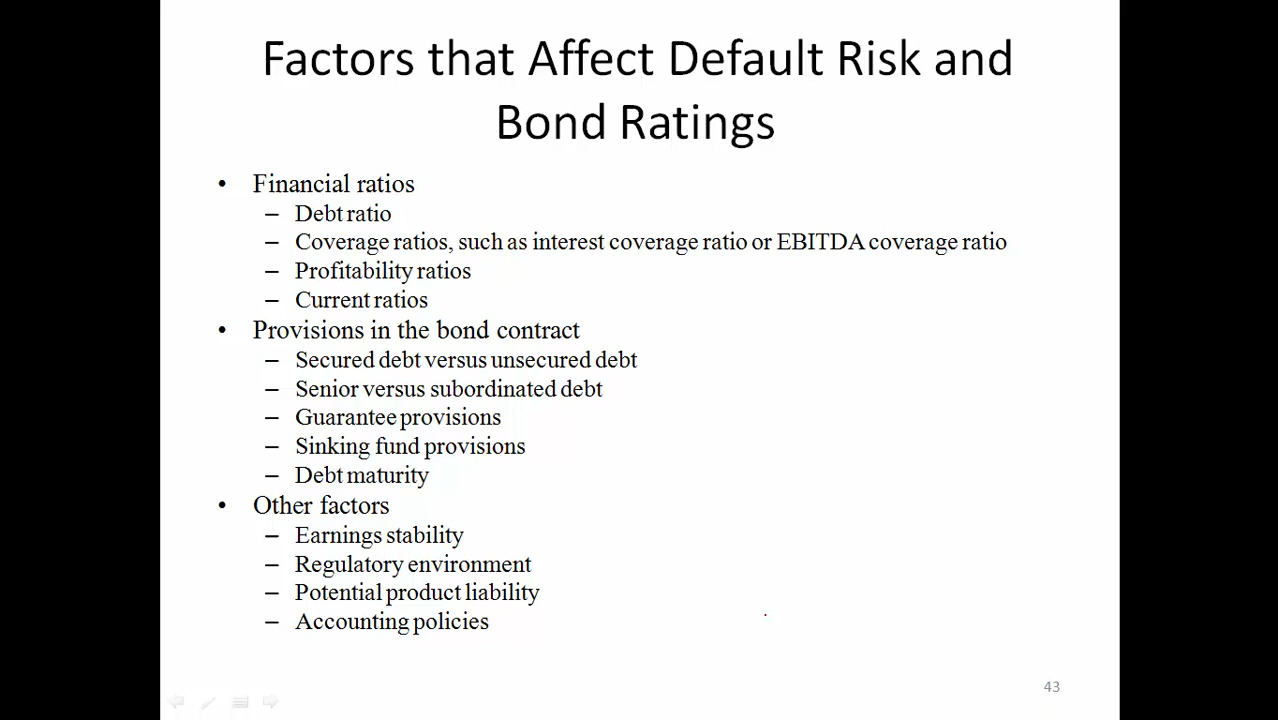 Factors that Affect Default Risk and
Bond Ratings
• Financial ratios
– Debt ratio
– Coverage ratios, such as interest coverage ratio or EBITDA coverage ratio
– Profitability ratios
– Current ratios
• Provisions in the bond contract
– Secured debt versus unsecured debt
– Senior versus subordinated debt
– Guarantee provisions
– Sinking fund provisions
– Debt maturity
• Other factors
– Earnings stability
– Regulatory environment
– Potential product liability
– Accounting policies
43